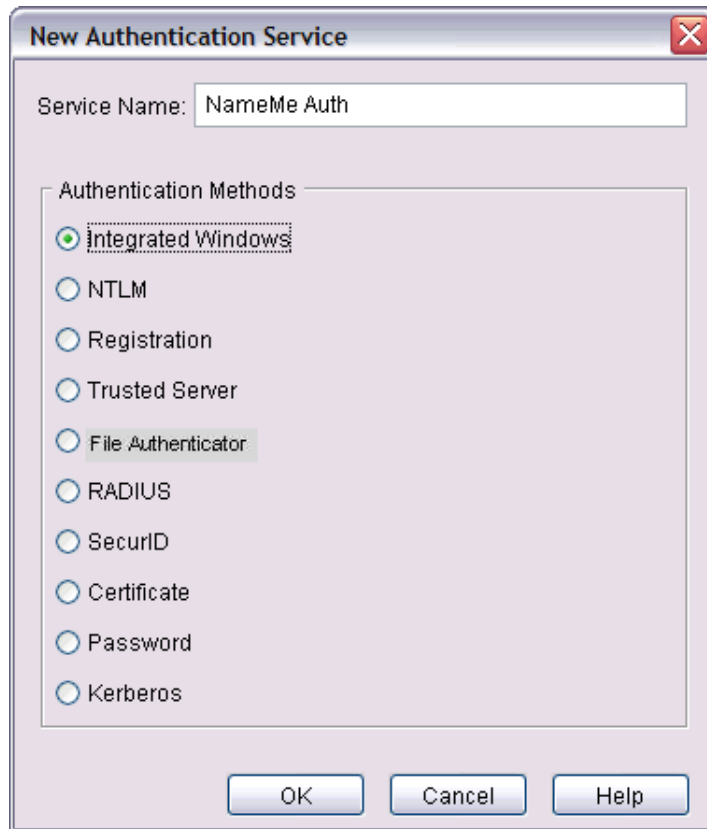 New Authentication Service
Service Name: NameMe Auth
Authentication Methods
Integrated Windows
NTLM
Registration
Trusted Server
File Authenticator
RADIUS
SecurID
Certificate
Password
Kerberos
OK Cancel Help